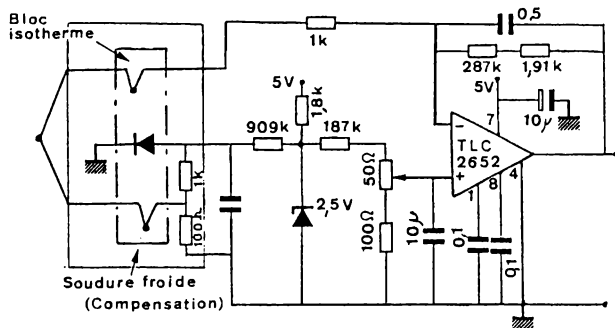 Bloc
isotherme
1k
0,5
287k
1,91k
5V
10µ
7
5V
1,8k
909k
187k
TLC
2652
−
+
1
8
4
50Ω
1k
100Ω
2,5V
100Ω
10µ
0,1
0,1
Soudure froide
(Compensation)